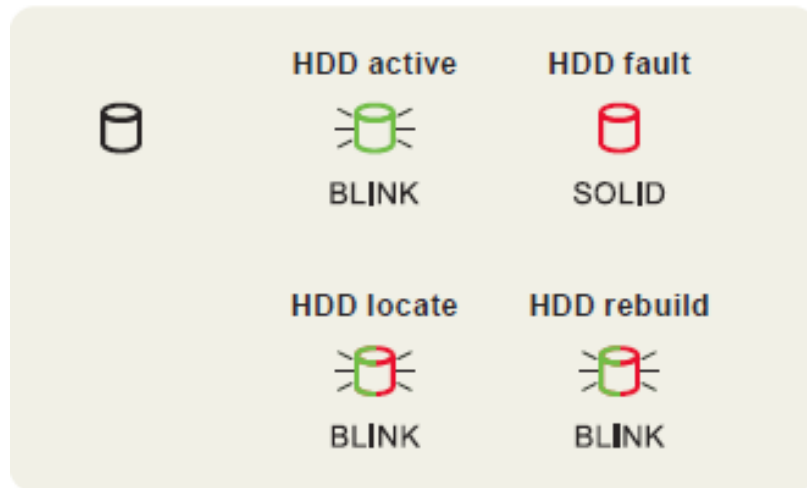 HDD active HDD fault
BLINK SOLID
HDD locate HDD rebuild
BLINK BLINK